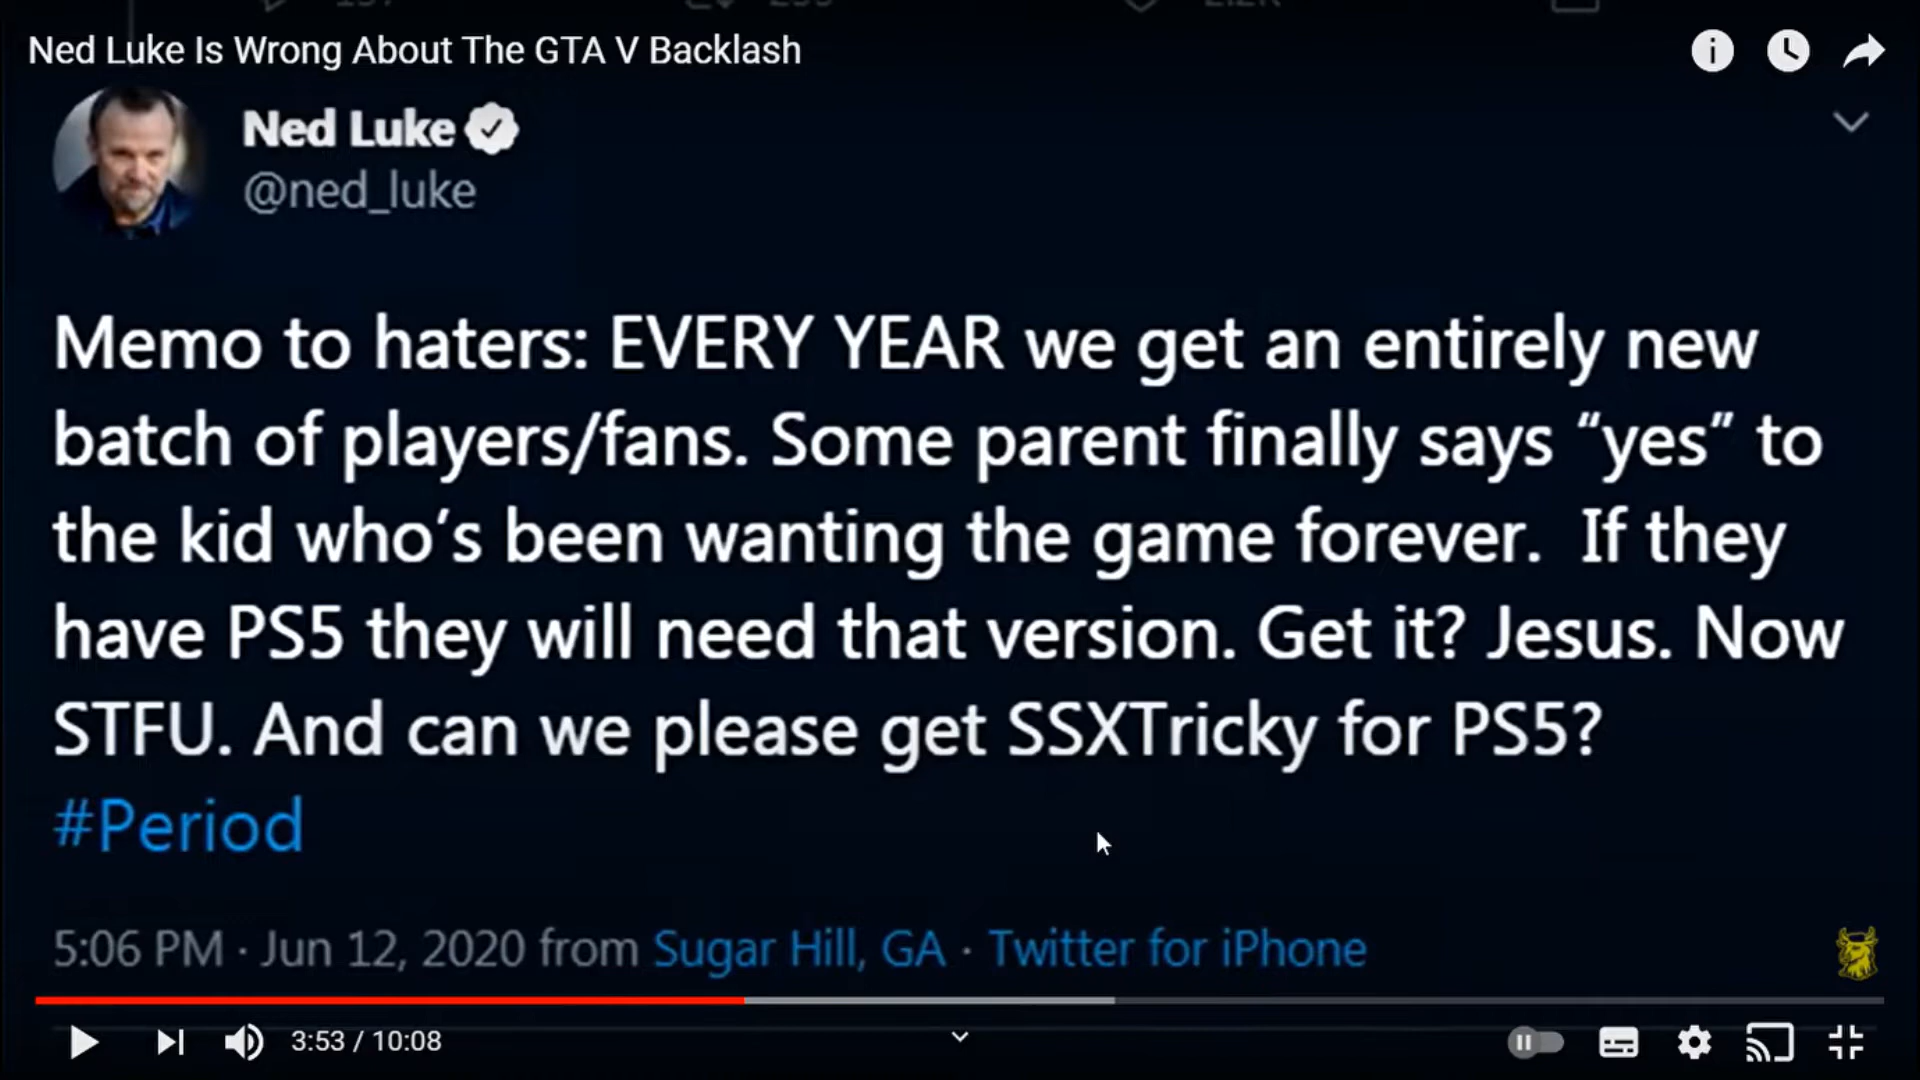 Ned Luke Is Wrong About The GTA V Backlash
Ned Luke
@ned_luke
Memo to haters: EVERY YEAR we get an entirely new
batch of players/fans. Some parent finally says “yes” to
the kid who’s been wanting the game forever.  If they
have PS5 they will need that version. Get it? Jesus. Now
STFU. And can we please get SSXTricky for PS5?
#Period
5:06 PM · Jun 12, 2020 from Sugar Hill, GA · Twitter for iPhone
3:53 / 10:08